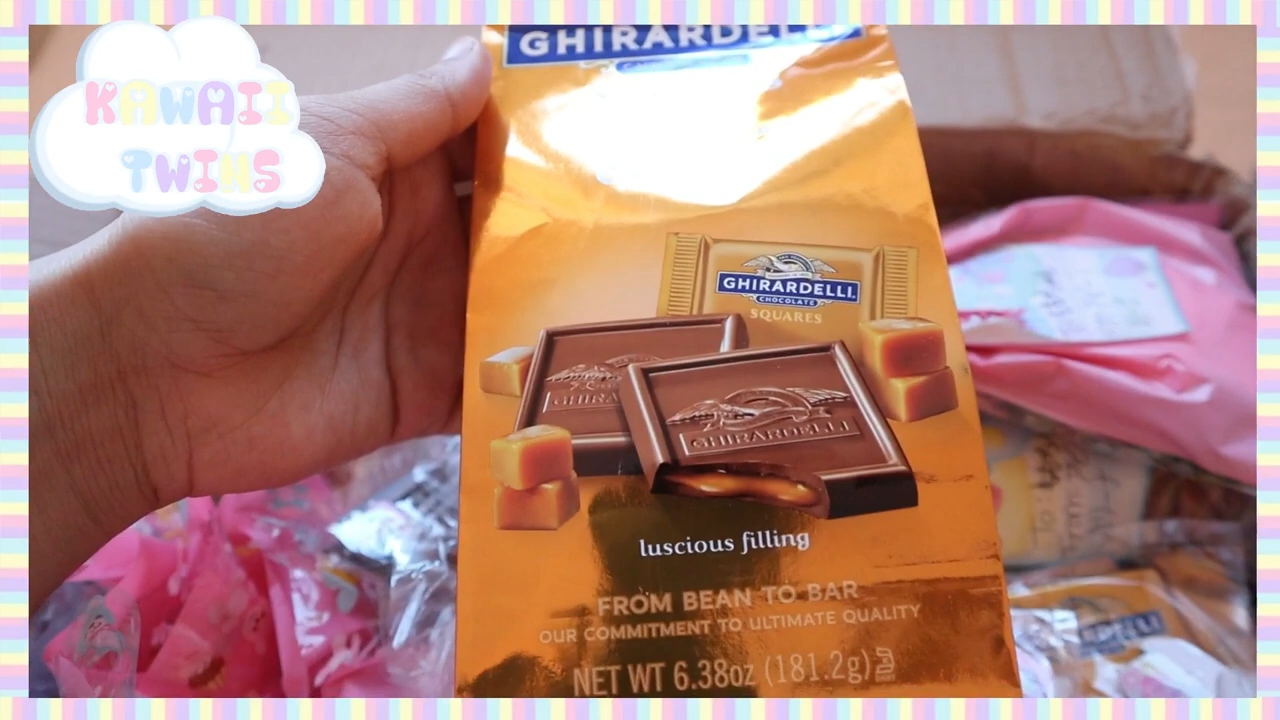 KAWAII
TWINS
GHIRARDELLI
GHIRARDELLI
CHOCOLATE
SQUARES
GHIRA
GHIRARDELLI
luscious filling
FROM BEAN TO BAR
OUR COMMITMENT TO ULTIMATE QUALITY
NET WT 6.38oz (181.2g)